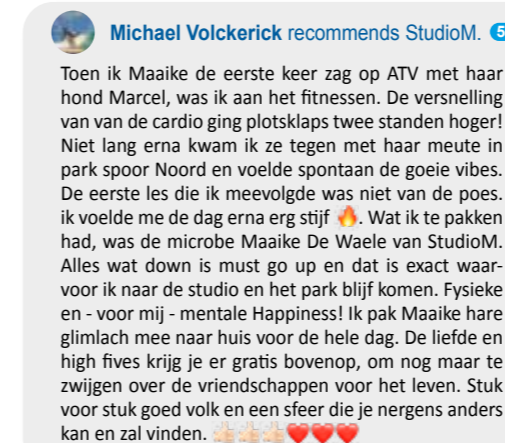 Michael Volckerick recommends StudioM. 5
Toen ik Maaike de eerste keer zag op ATV met haar
hond Marcel, was ik aan het fitnessen. De versnelling
van van de cardio ging plotsklaps twee standen hoger!
Niet lang erna kwam ik ze tegen met haar meute in
park spoor Noord en voelde spontaan de goeie vibes.
De eerste les die ik meevolgde was niet van de poes.
ik voelde me de dag erna erg stijf 🔥. Wat ik te pakken
had, was de microbe Maaike De Waele van StudioM.
Alles wat down is must go up en dat is exact waar-
voor ik naar de studio en het park blijf komen. Fysieke
en - voor mij - mentale Happiness! Ik pak Maaike hare
glimlach mee naar huis voor de hele dag. De liefde en
high fives krijg je er gratis bovenop, om nog maar te
zwijgen over de vriendschappen voor het leven. Stuk
voor stuk goed volk en een sfeer die je nergens anders
kan en zal vinden. 👍🏻👍🏻👍🏻❤️❤️❤️